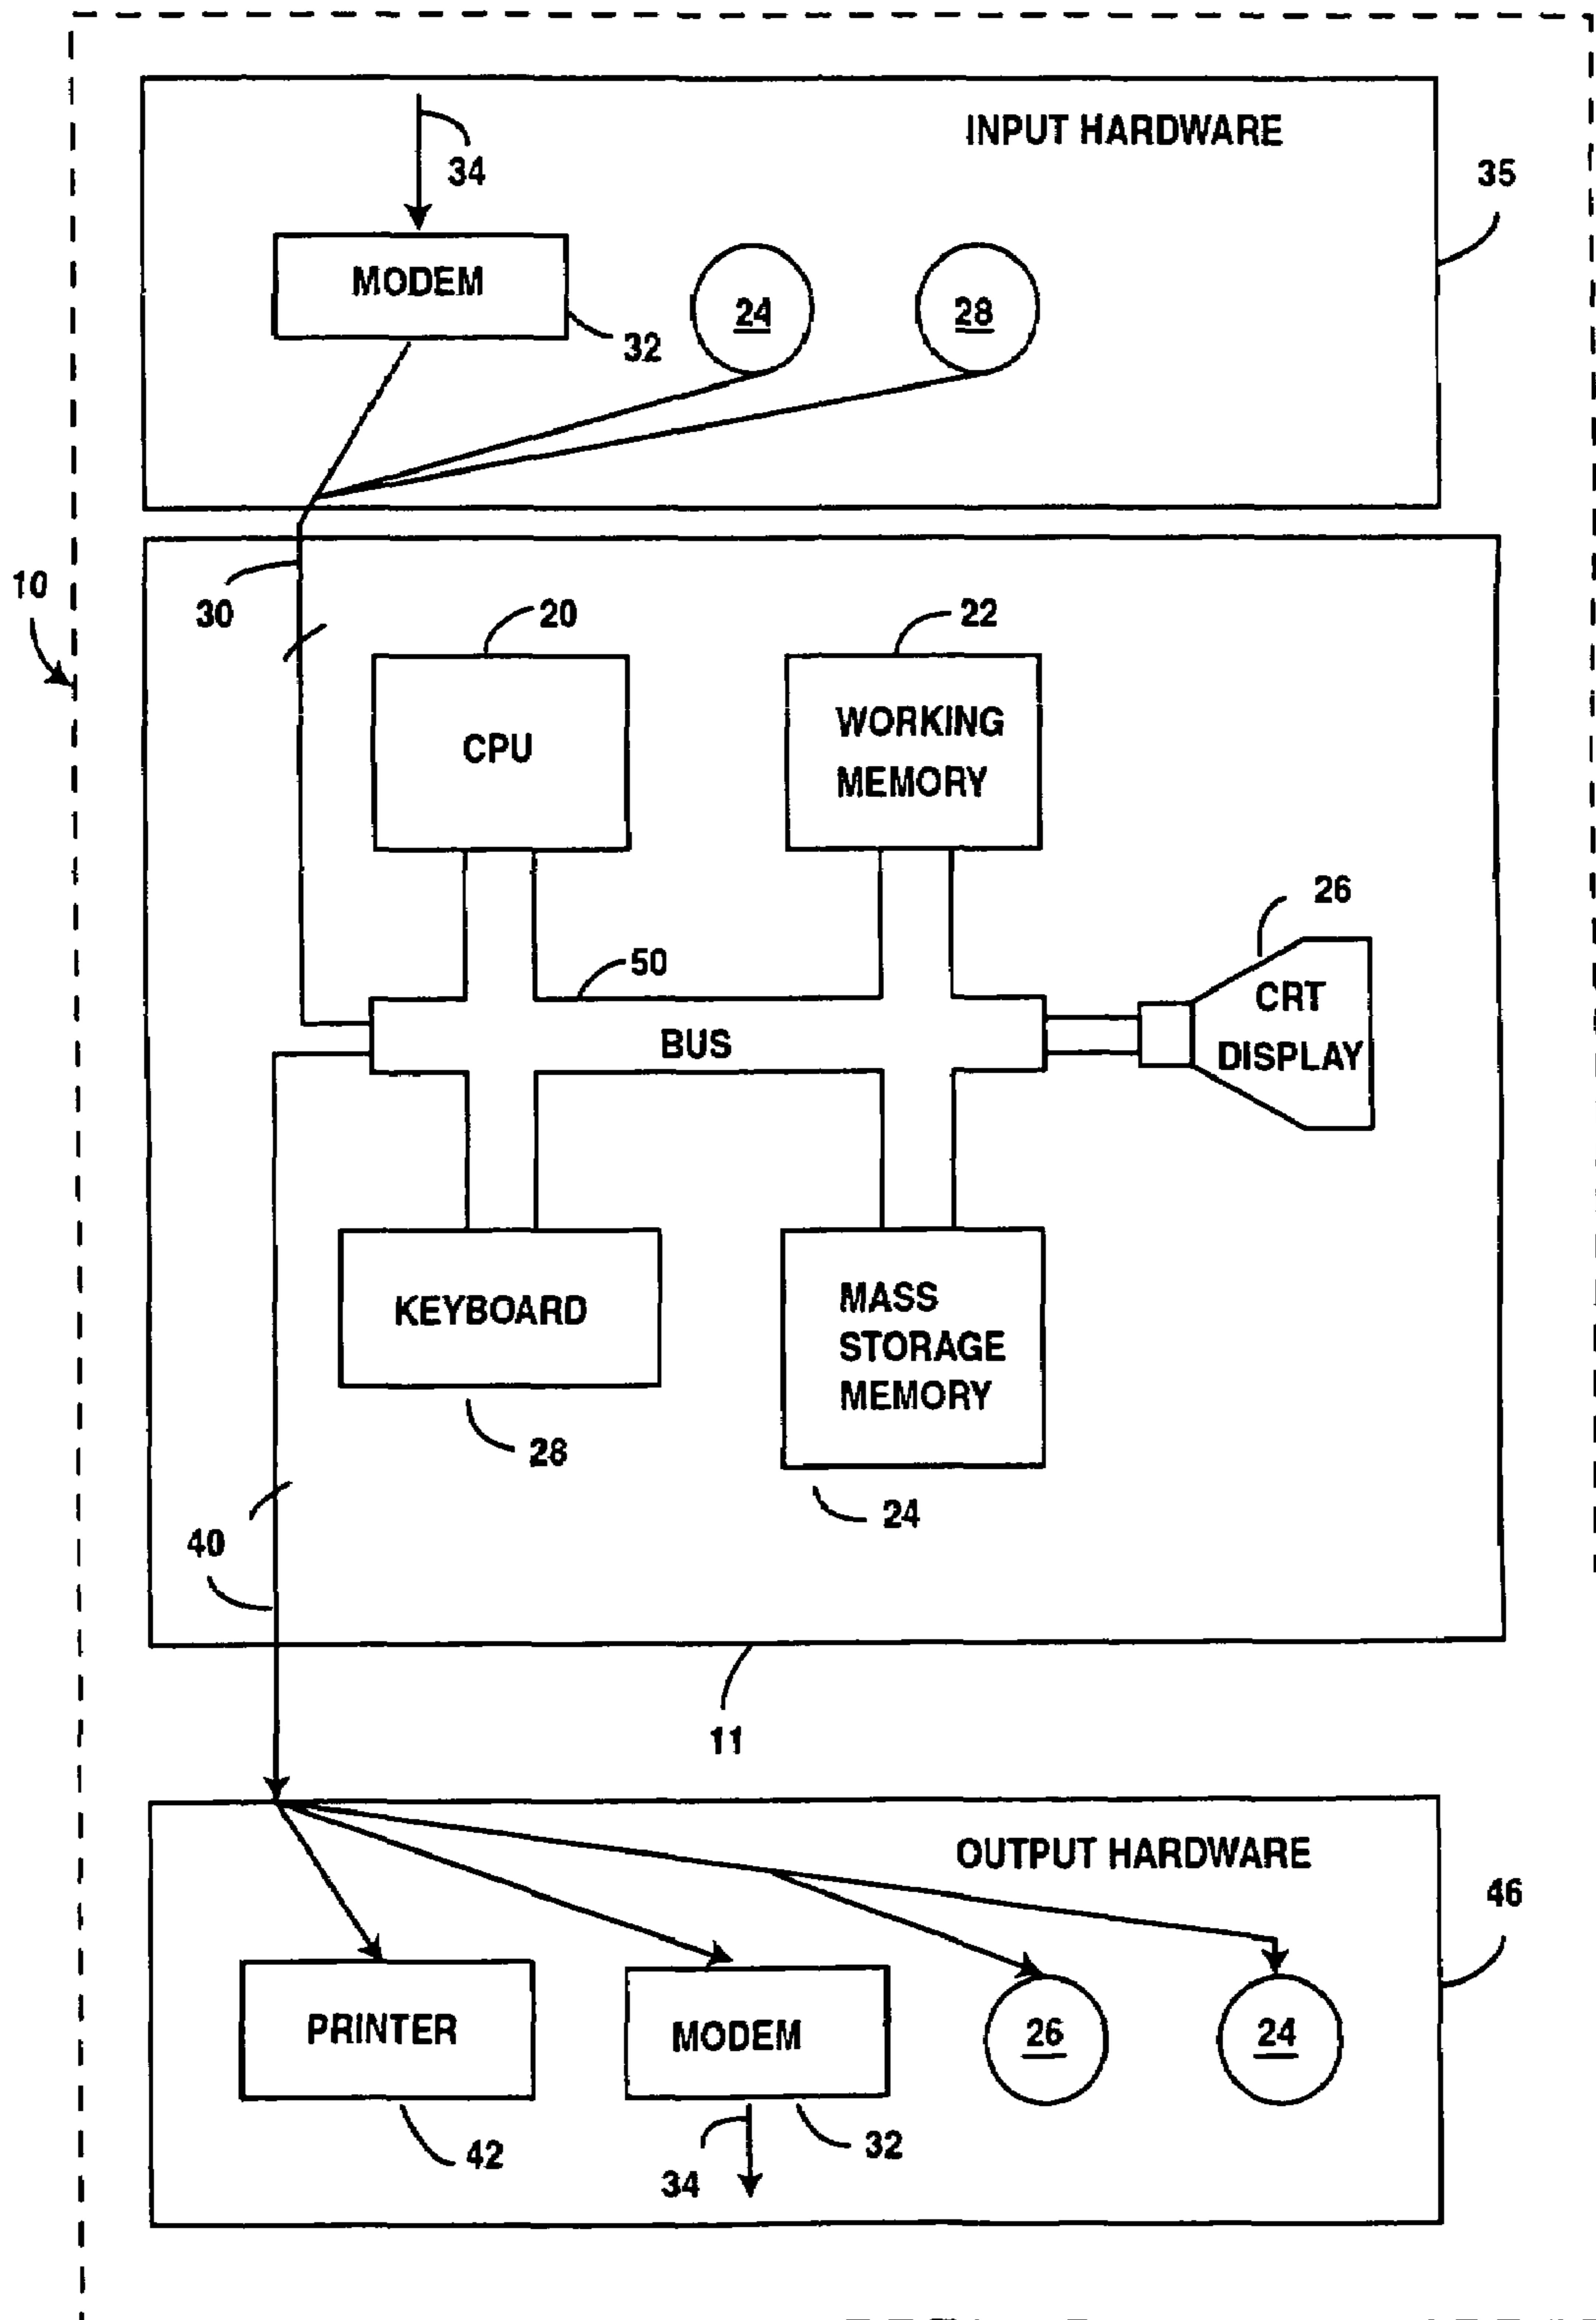 INPUT HARDWARE
34
35
MODEM
24
28
32
10
30
20
22
CPU
WORKING
MEMORY
26
50
CRT
DISPLAY
BUS
KEYBOARD
MASS
STORAGE
MEMORY
28
24
40
11
OUTPUT HARDWARE
46
PRINTER
MODEM
26
24
42
34
32